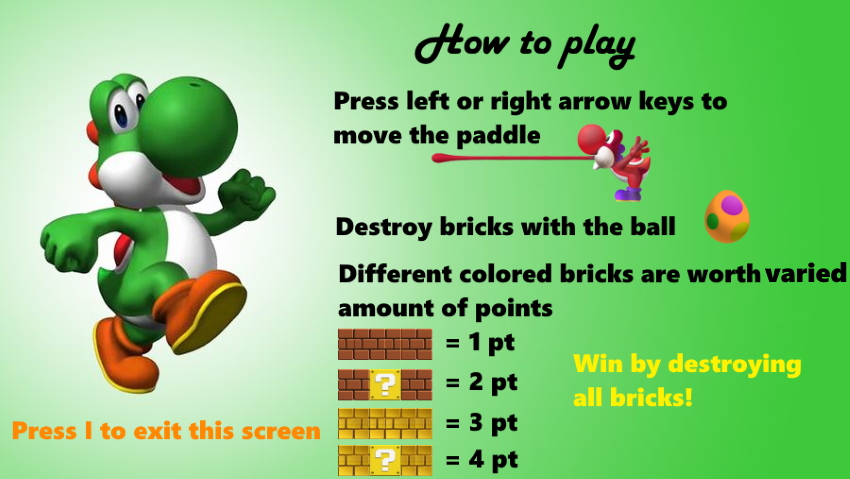 How to play
Press left or right arrow keys to
move the paddle
Destroy bricks with the ball
Different colored bricks are worth varied
amount of points
= 1 pt
? = 2 pt
= 3 pt
? = 4 pt
Win by destroying
all bricks!
Press I to exit this screen